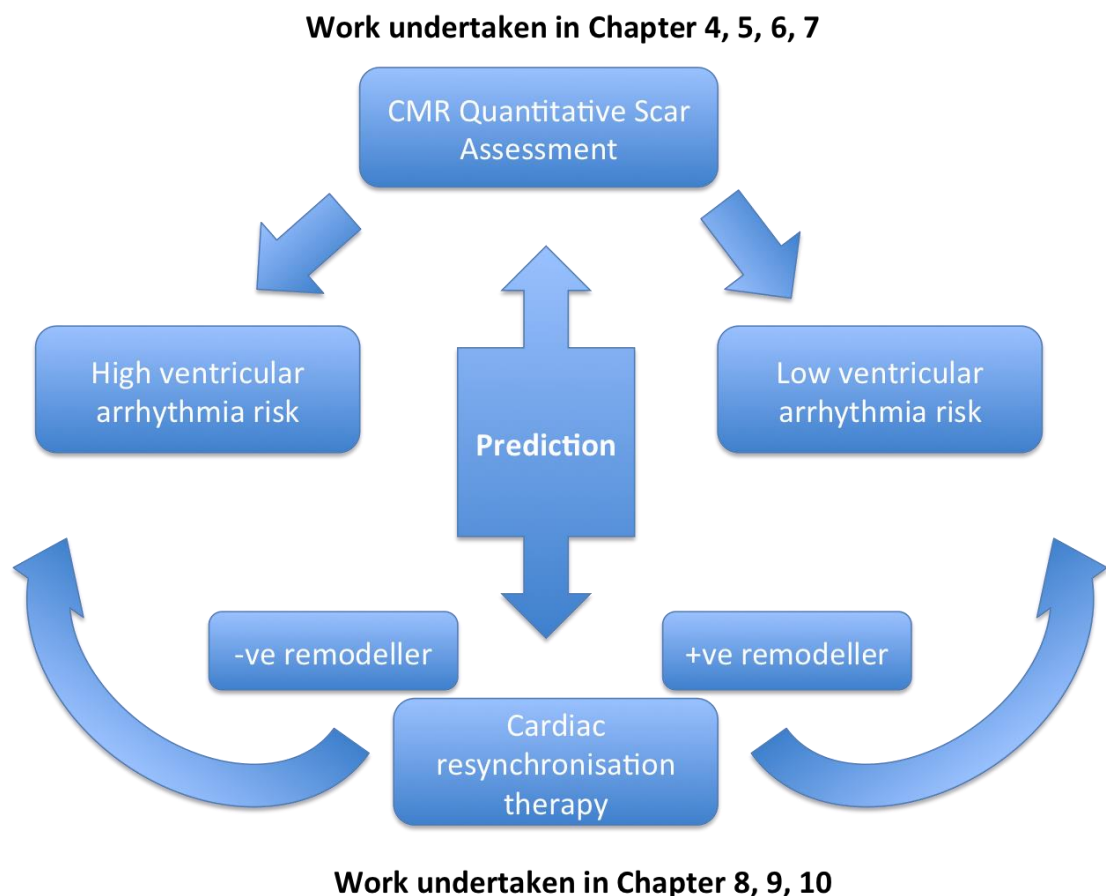 Work undertaken in Chapter 4, 5, 6, 7
CMR Quantitative Scar
Assessment
High ventricular
arrhythmia risk
Low ventricular
arrhythmia risk
Prediction
-ve remodeller
+ve remodeller
Cardiac
resynchronisation
therapy
Work undertaken in Chapter 8, 9, 10